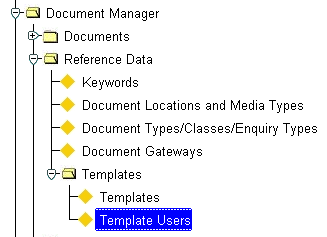 Document Manager
Documents
Reference Data
Keywords
Document Locations and Media Types
Document Types/Classes/Enquiry Types
Document Gateways
Templates
Templates
Template Users